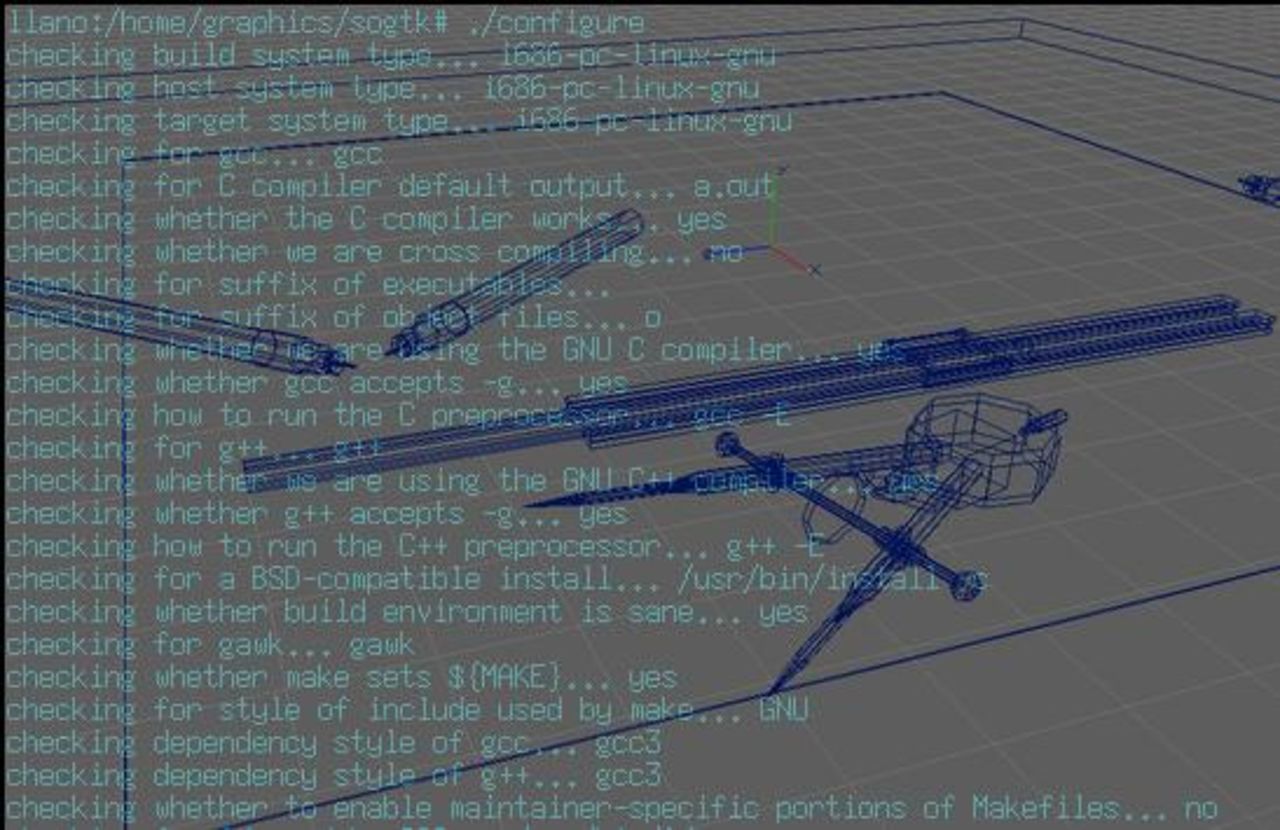 llano:/home/graphics/sogtk# ./configure
checking build system type... i686-pc-linux-gnu
checking host system type... i686-pc-linux-gnu
checking target system type... i686-pc-linux-gnu
checking for gcc... gcc
checking for C compiler default output... a.out
checking whether the C compiler works... yes
checking whether we are cross compiling... no
checking for suffix of executables...
checking for suffix of object files... o
checking whether we are using the GNU C compiler... yes
checking whether gcc accepts -g... yes
checking how to run the C preprocessor... gcc -E
checking for g++... g++
checking whether we are using the GNU C++ compiler... yes
checking whether g++ accepts -g... yes
checking how to run the C++ preprocessor... g++ -E
checking for a BSD-compatible install... /usr/bin/install -c
checking whether build environment is sane... yes
checking for gawk... gawk
checking whether make sets ${MAKE}... yes
checking for style of include used by make... GNU
checking dependency style of gcc... gcc3
checking dependency style of g++... gcc3
checking whether to enable maintainer-specific portions of Makefiles... no